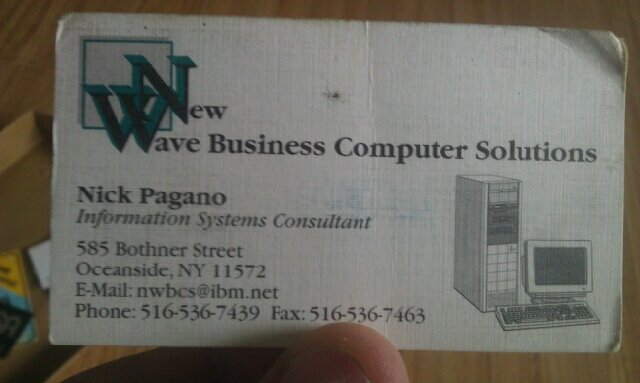 New
Wave Business Computer Solutions
Nick Pagano
Information Systems Consultant
585 Bothner Street
Oceanside, NY 11572
E-Mail: nwbcs@ibm.net
Phone: 516-536-7439 Fax: 516-536-7463